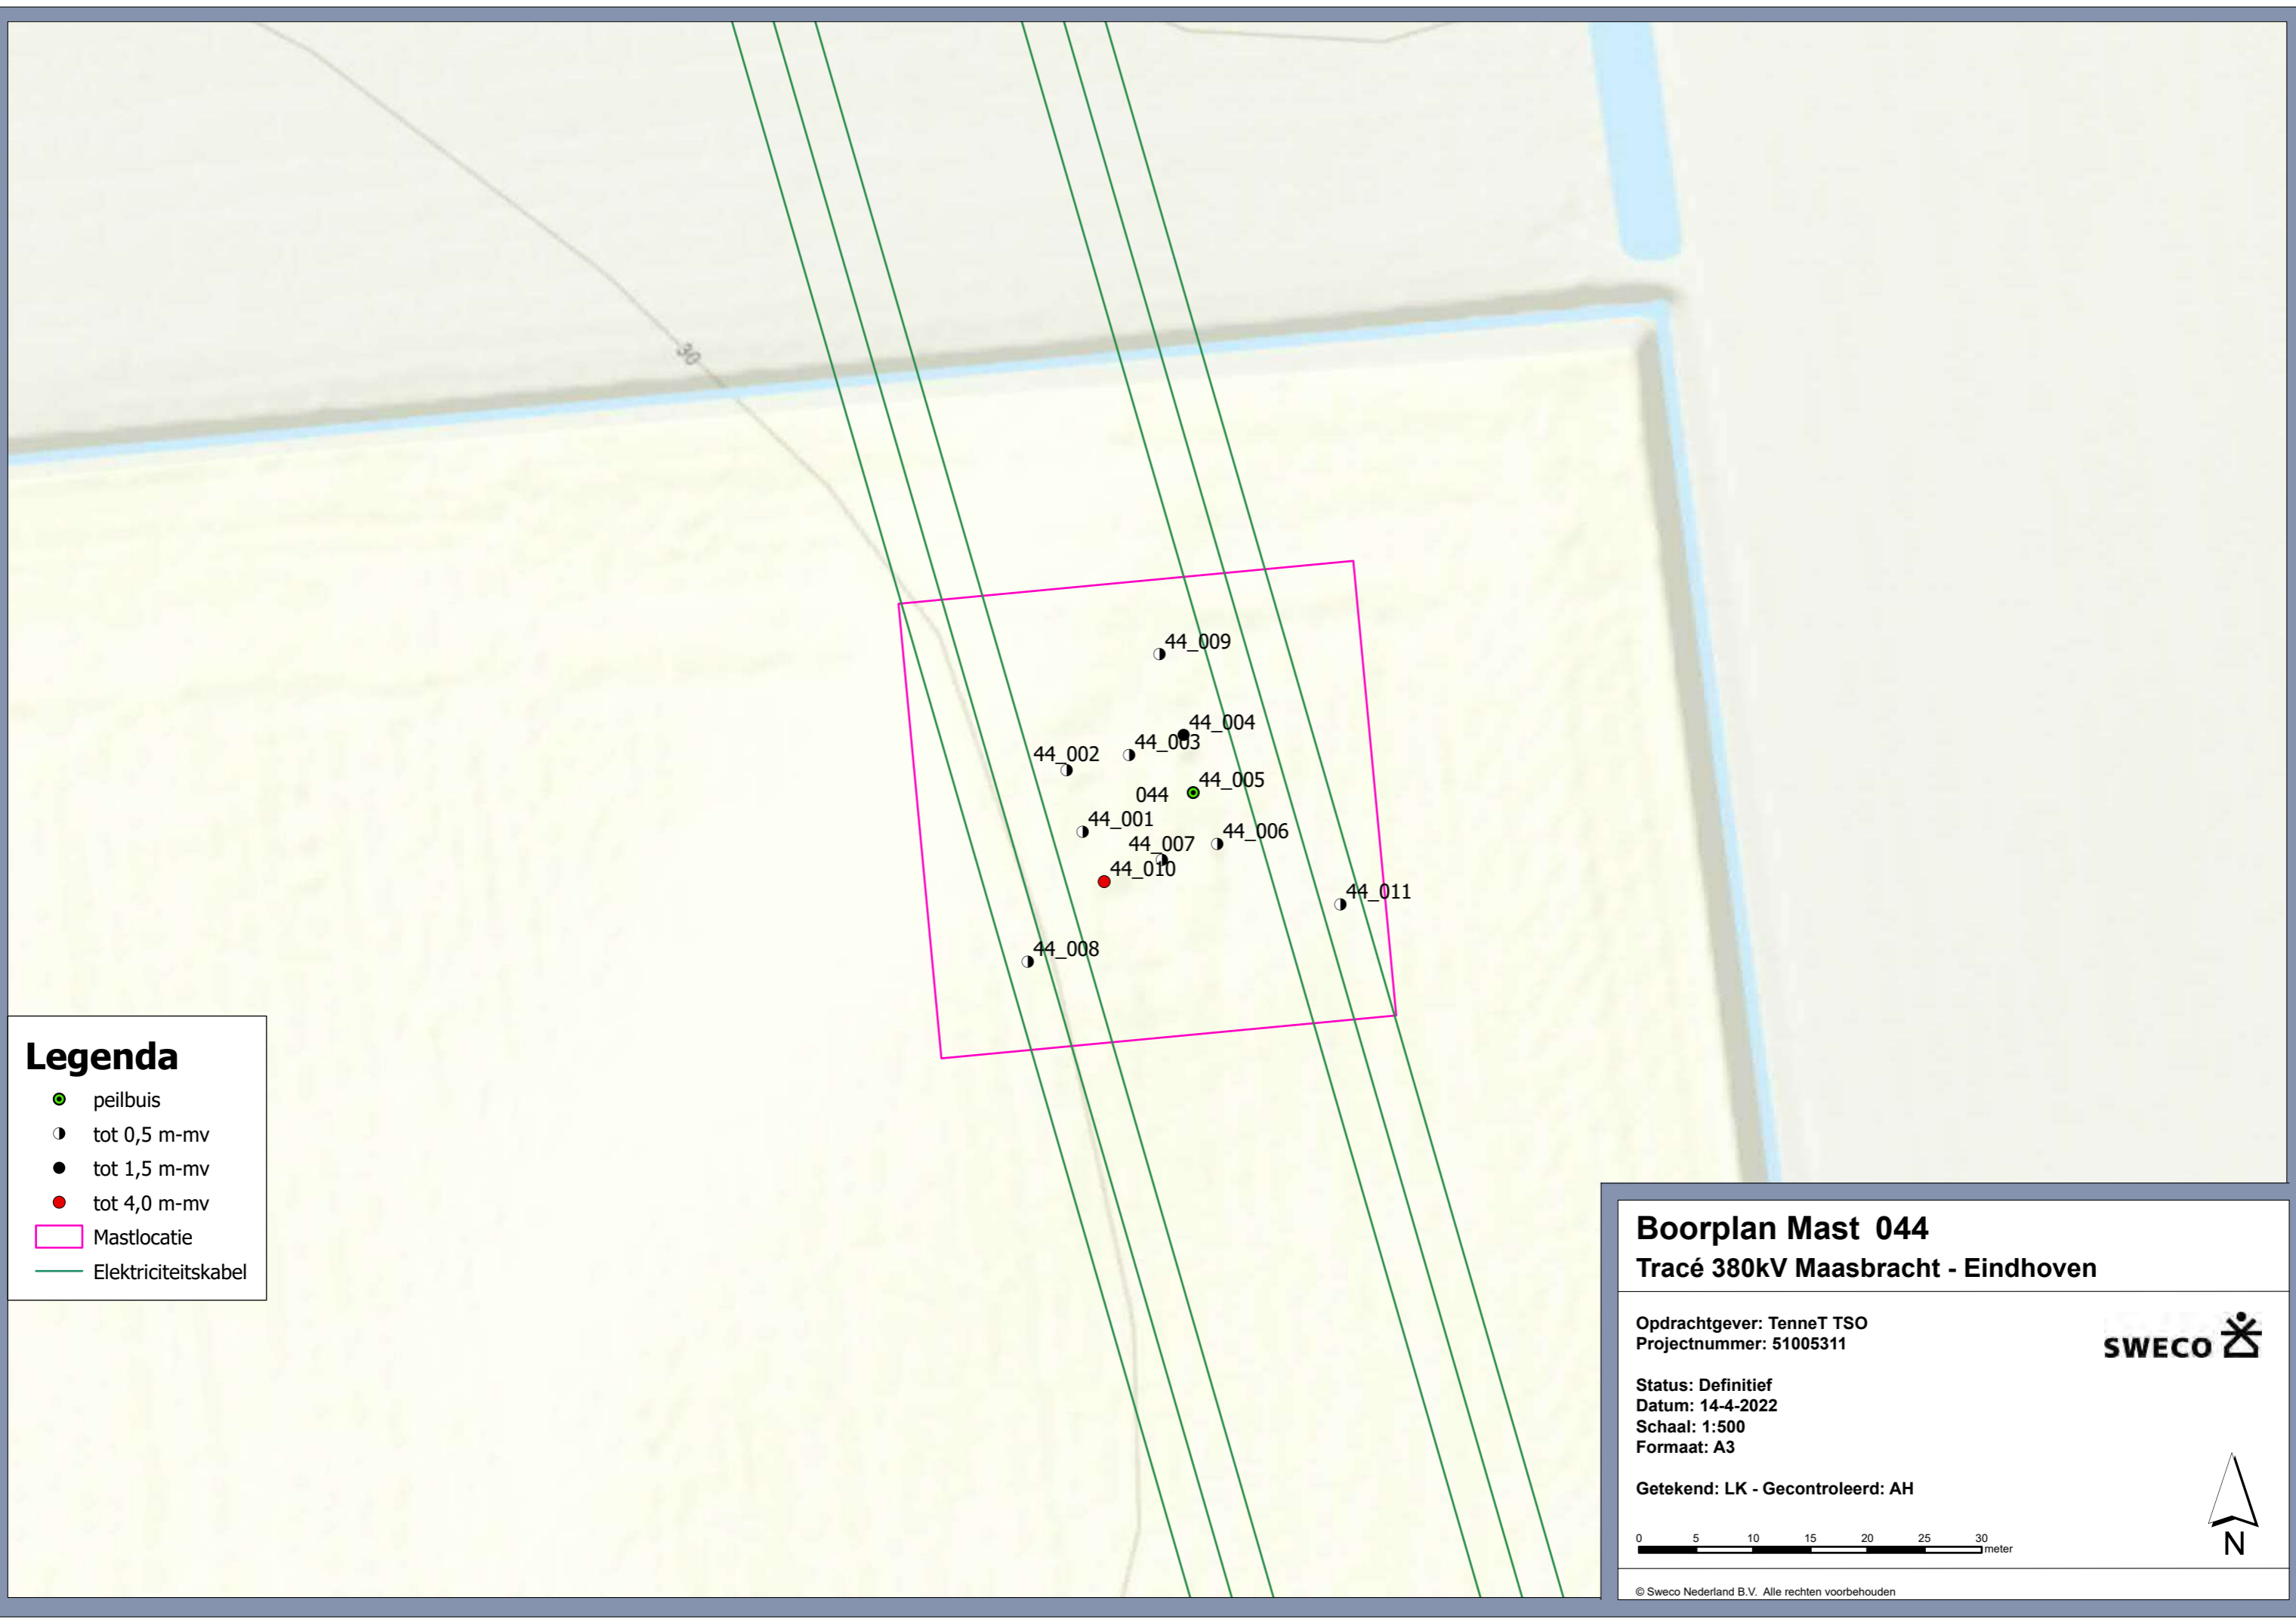 30
44_009
44_004
44_003
44_002
44_005
044
44_001
44_006
44_007
44_010
44_011
44_008
Legenda
peilbuis
tot 0,5 m-mv
tot 1,5 m-mv
tot 4,0 m-mv
Mastlocatie
Elektriciteitskabel
Boorplan Mast 044
Tracé 380kV Maasbracht - Eindhoven
Opdrachtgever: TenneT TSO
Projectnummer: 51005311
SWECO
Status: Definitief
Datum: 14-4-2022
Schaal: 1:500
Formaat: A3
Getekend: LK - Gecontroleerd: AH
0 5 10 15 20 25 30
meter
N
© Sweco Nederland B.V. Alle rechten voorbehouden